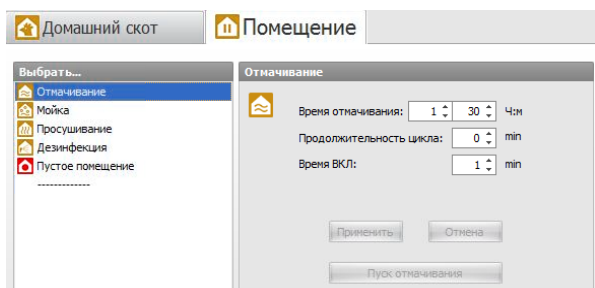 Домашний скот
Помещение
Выбрать...
Отмачивание
Мойка
Просушивание
Дезинфекция
Пустое помещение
-------------
Отмачивание
Время отмачивания: 1 30 Ч:м
Продолжительность цикла: 0 min
Время ВКЛ: 1 min
Применить Отмена
Пуск отмачивания